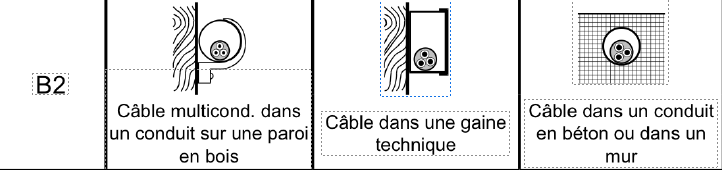 B2
Câble multicond. dans
un conduit sur une paroi
en bois
Câble dans une gaine
technique
Câble dans un conduit
en béton ou dans un
mur